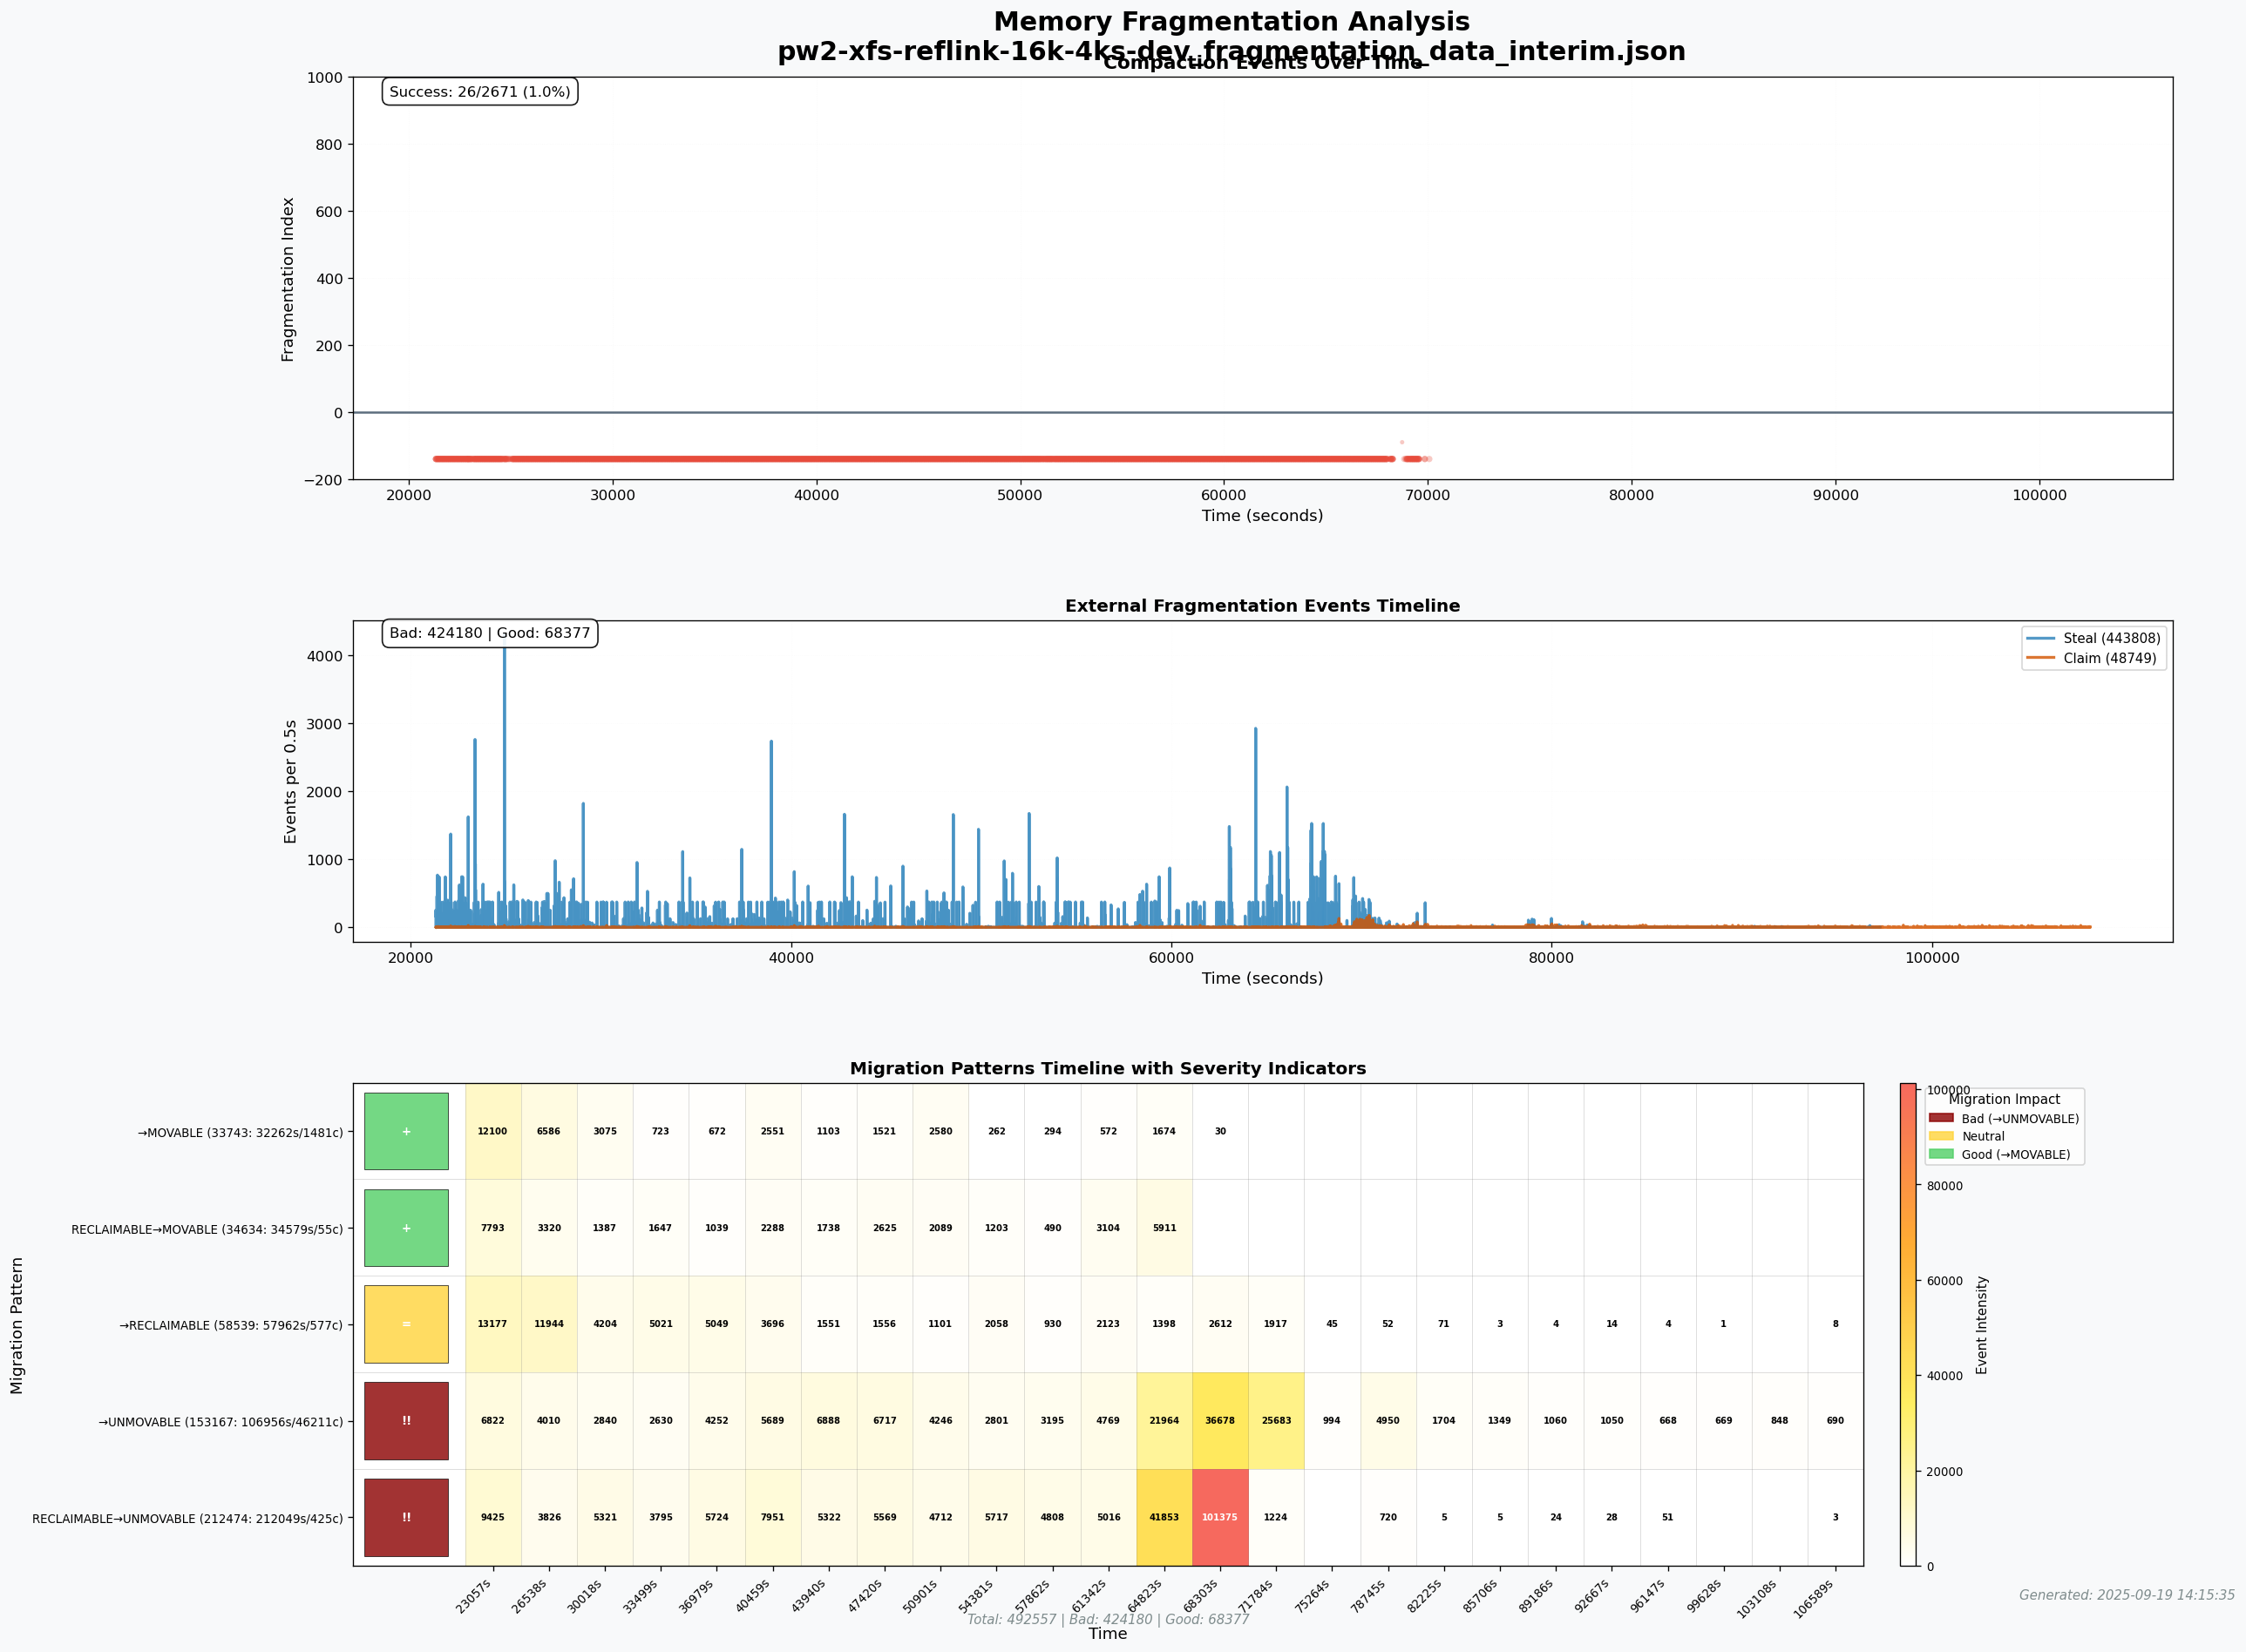 Memory Fragmentation Analysis
pw2-xfs-reflink-16k-4ks-dev_fragmentation_data_interim.json
Compaction Events Over Time
Success: 26/2671 (1.0%)
Fragmentation Index
1000
800
600
400
200
0
−200
20000 30000 40000 50000 60000 70000 80000 90000 100000
Time (seconds)
External Fragmentation Events Timeline
Bad: 424180 | Good: 68377
Steal (443808)
Claim (48749)
Events per 0.5s
4000
3000
2000
1000
0
20000 40000 60000 80000 100000
Time (seconds)
Migration Patterns Timeline with Severity Indicators
Migration Pattern
→MOVABLE (33743: 32262s/1481c) + 12100 6586 3075 723 672 2551 1103 1521 2580 262 294 572 1674 30
RECLAIMABLE→MOVABLE (34634: 34579s/55c) + 7793 3320 1387 1647 1039 2288 1738 2625 2089 1203 490 3104 5911
→RECLAIMABLE (58539: 57962s/577c) = 13177 11944 4204 5021 5049 3696 1551 1556 1101 2058 930 2123 1398 2612 1917 45 52 71 3 4 14 4 1 8
→UNMOVABLE (153167: 106956s/46211c) !! 6822 4010 2840 2630 4252 5689 6888 6717 4246 2801 3195 4769 21964 36678 25683 994 4950 1704 1349 1060 1050 668 669 848 690
RECLAIMABLE→UNMOVABLE (212474: 212049s/425c) !! 9425 3826 5321 3795 5724 7951 5322 5569 4712 5717 4808 5016 41853 101375 1224 720 5 5 24 28 51 3
23057s 26538s 30018s 33499s 36979s 40459s 43940s 47420s 50901s 54381s 57862s 61342s 64823s 68303s 71784s 75264s 78745s 82225s 85706s 89186s 92667s 96147s 99628s 103108s 106589s
Time
100000
80000
60000
40000
20000
0
Event Intensity
Migration Impact
Bad (→UNMOVABLE)
Neutral
Good (→MOVABLE)
Total: 492557 | Bad: 424180 | Good: 68377
Generated: 2025-09-19 14:15:35